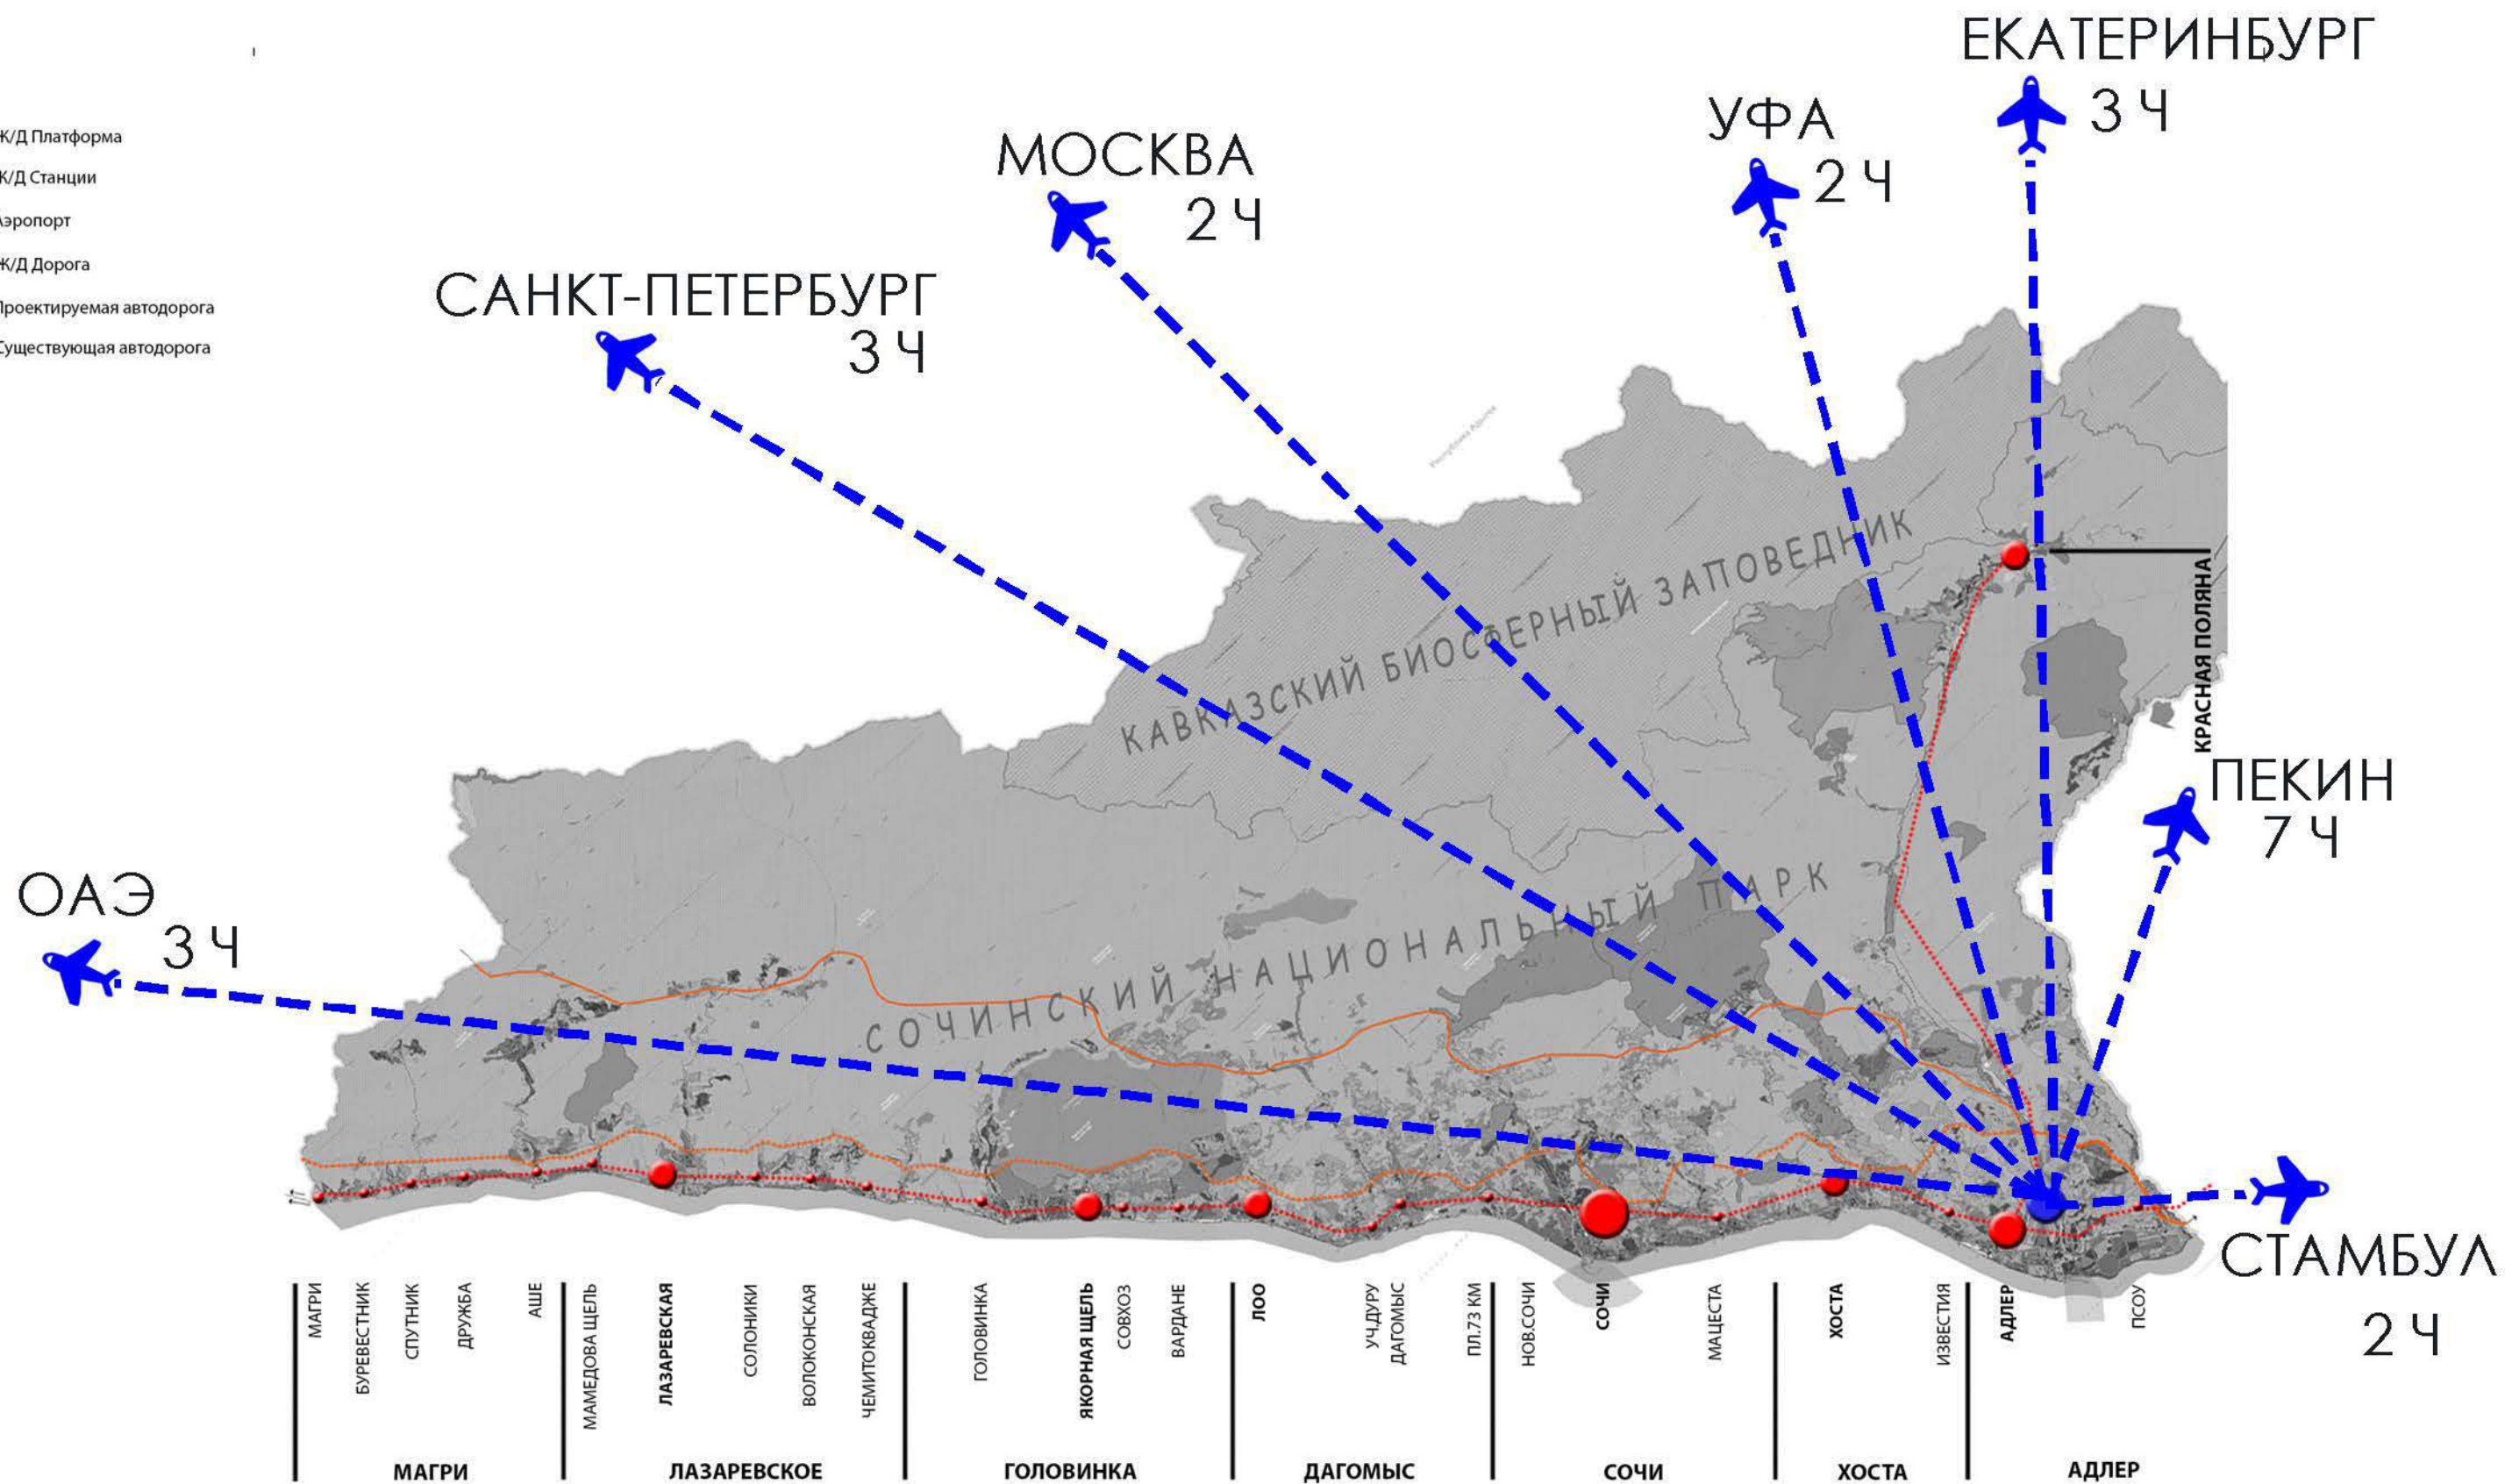 Ж/Д Платформа
Ж/Д Станции
Аэропорт
Ж/Д Дорога
Проектируемая автодорога
Существующая автодорога
ЕКАТЕРИНБУРГ
3 Ч
УФА
2 Ч
МОСКВА
2 Ч
САНКТ-ПЕТЕРБУРГ
3 Ч
КАВКАЗСКИЙ БИОСФЕРНЫЙ ЗАПОВЕДНИК
КРАСНАЯ ПОЛЯНА
ПЕКИН
7 Ч
ОАЭ
3 Ч
СОЧИНСКИЙ НАЦИОНАЛЬНЫЙ ПАРК
СТАМБУЛ
2 Ч
МАГРИ
БУРЕВЕСТНИК
СПУТНИК
ДРУЖБА
АШЕ
МАМЕДОВА ЩЕЛЬ
ЛАЗАРЕВСКАЯ
СОЛОНИКИ
ВОЛОКОНСКАЯ
ЧЕМИТОКВАДЖЕ
ГОЛОВИНКА
ЯКОРНАЯ ЩЕЛЬ
СОВХОЗ
ВАРДАНЕ
ЛОО
УЧ.ДУРУ
ДАГОМЫС
ПЛ.73 КМ
НОВ.СОЧИ
СОЧИ
МАЦЕСТА
ХОСТА
ИЗВЕСТИЯ
АДЛЕР
ПСОУ
МАГРИ
ЛАЗАРЕВСКОЕ
ГОЛОВИНКА
ДАГОМЫС
СОЧИ
ХОСТА
АДЛЕР